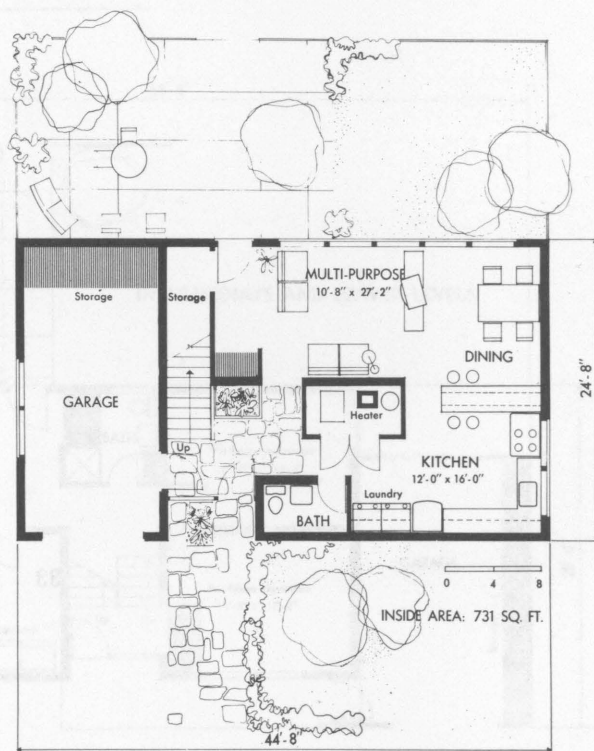 MULTI-PURPOSE
10'-8" x 27'-2"
Storage
Storage
DINING
24'-8"
GARAGE
Heater
Up
KITCHEN
12'-0" x 16'-0"
Laundry
BATH
0 4 8
INSIDE AREA: 731 SQ. FT.
44'-8"